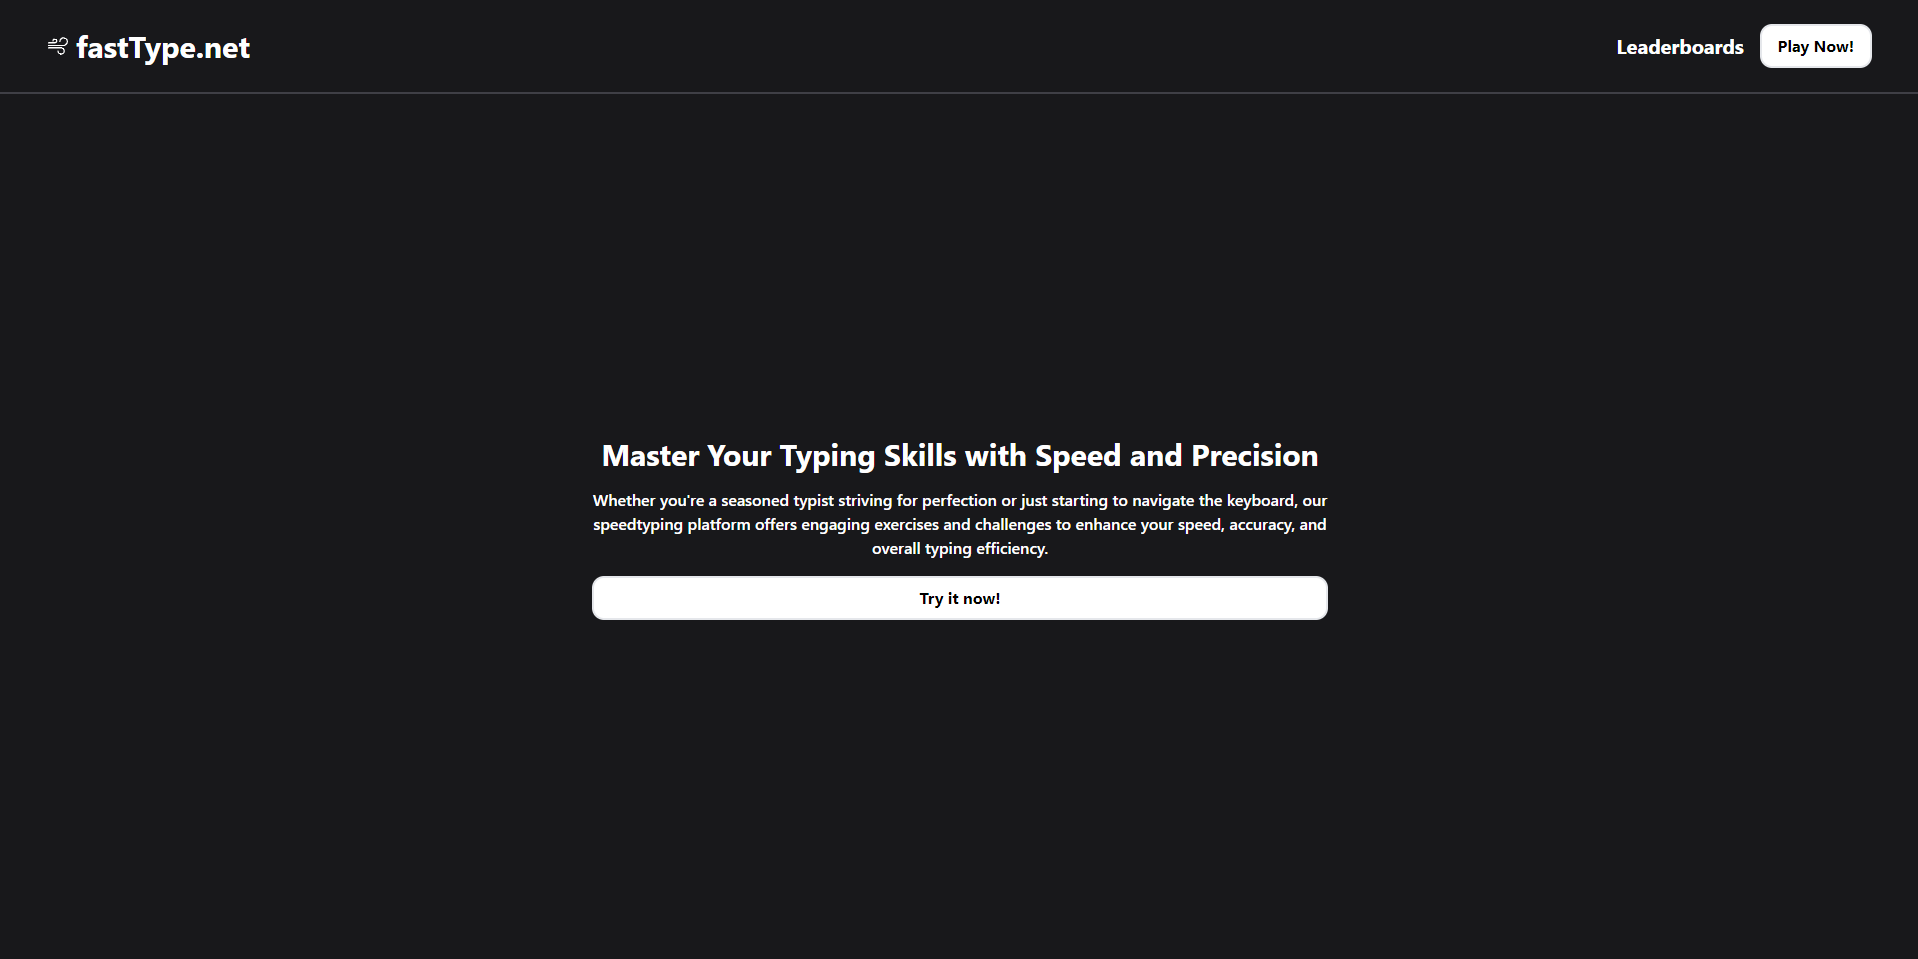 fastType.net
Leaderboards
Play Now!
Master Your Typing Skills with Speed and Precision
Whether you're a seasoned typist striving for perfection or just starting to navigate the keyboard, our
speedtyping platform offers engaging exercises and challenges to enhance your speed, accuracy, and
overall typing efficiency.
Try it now!